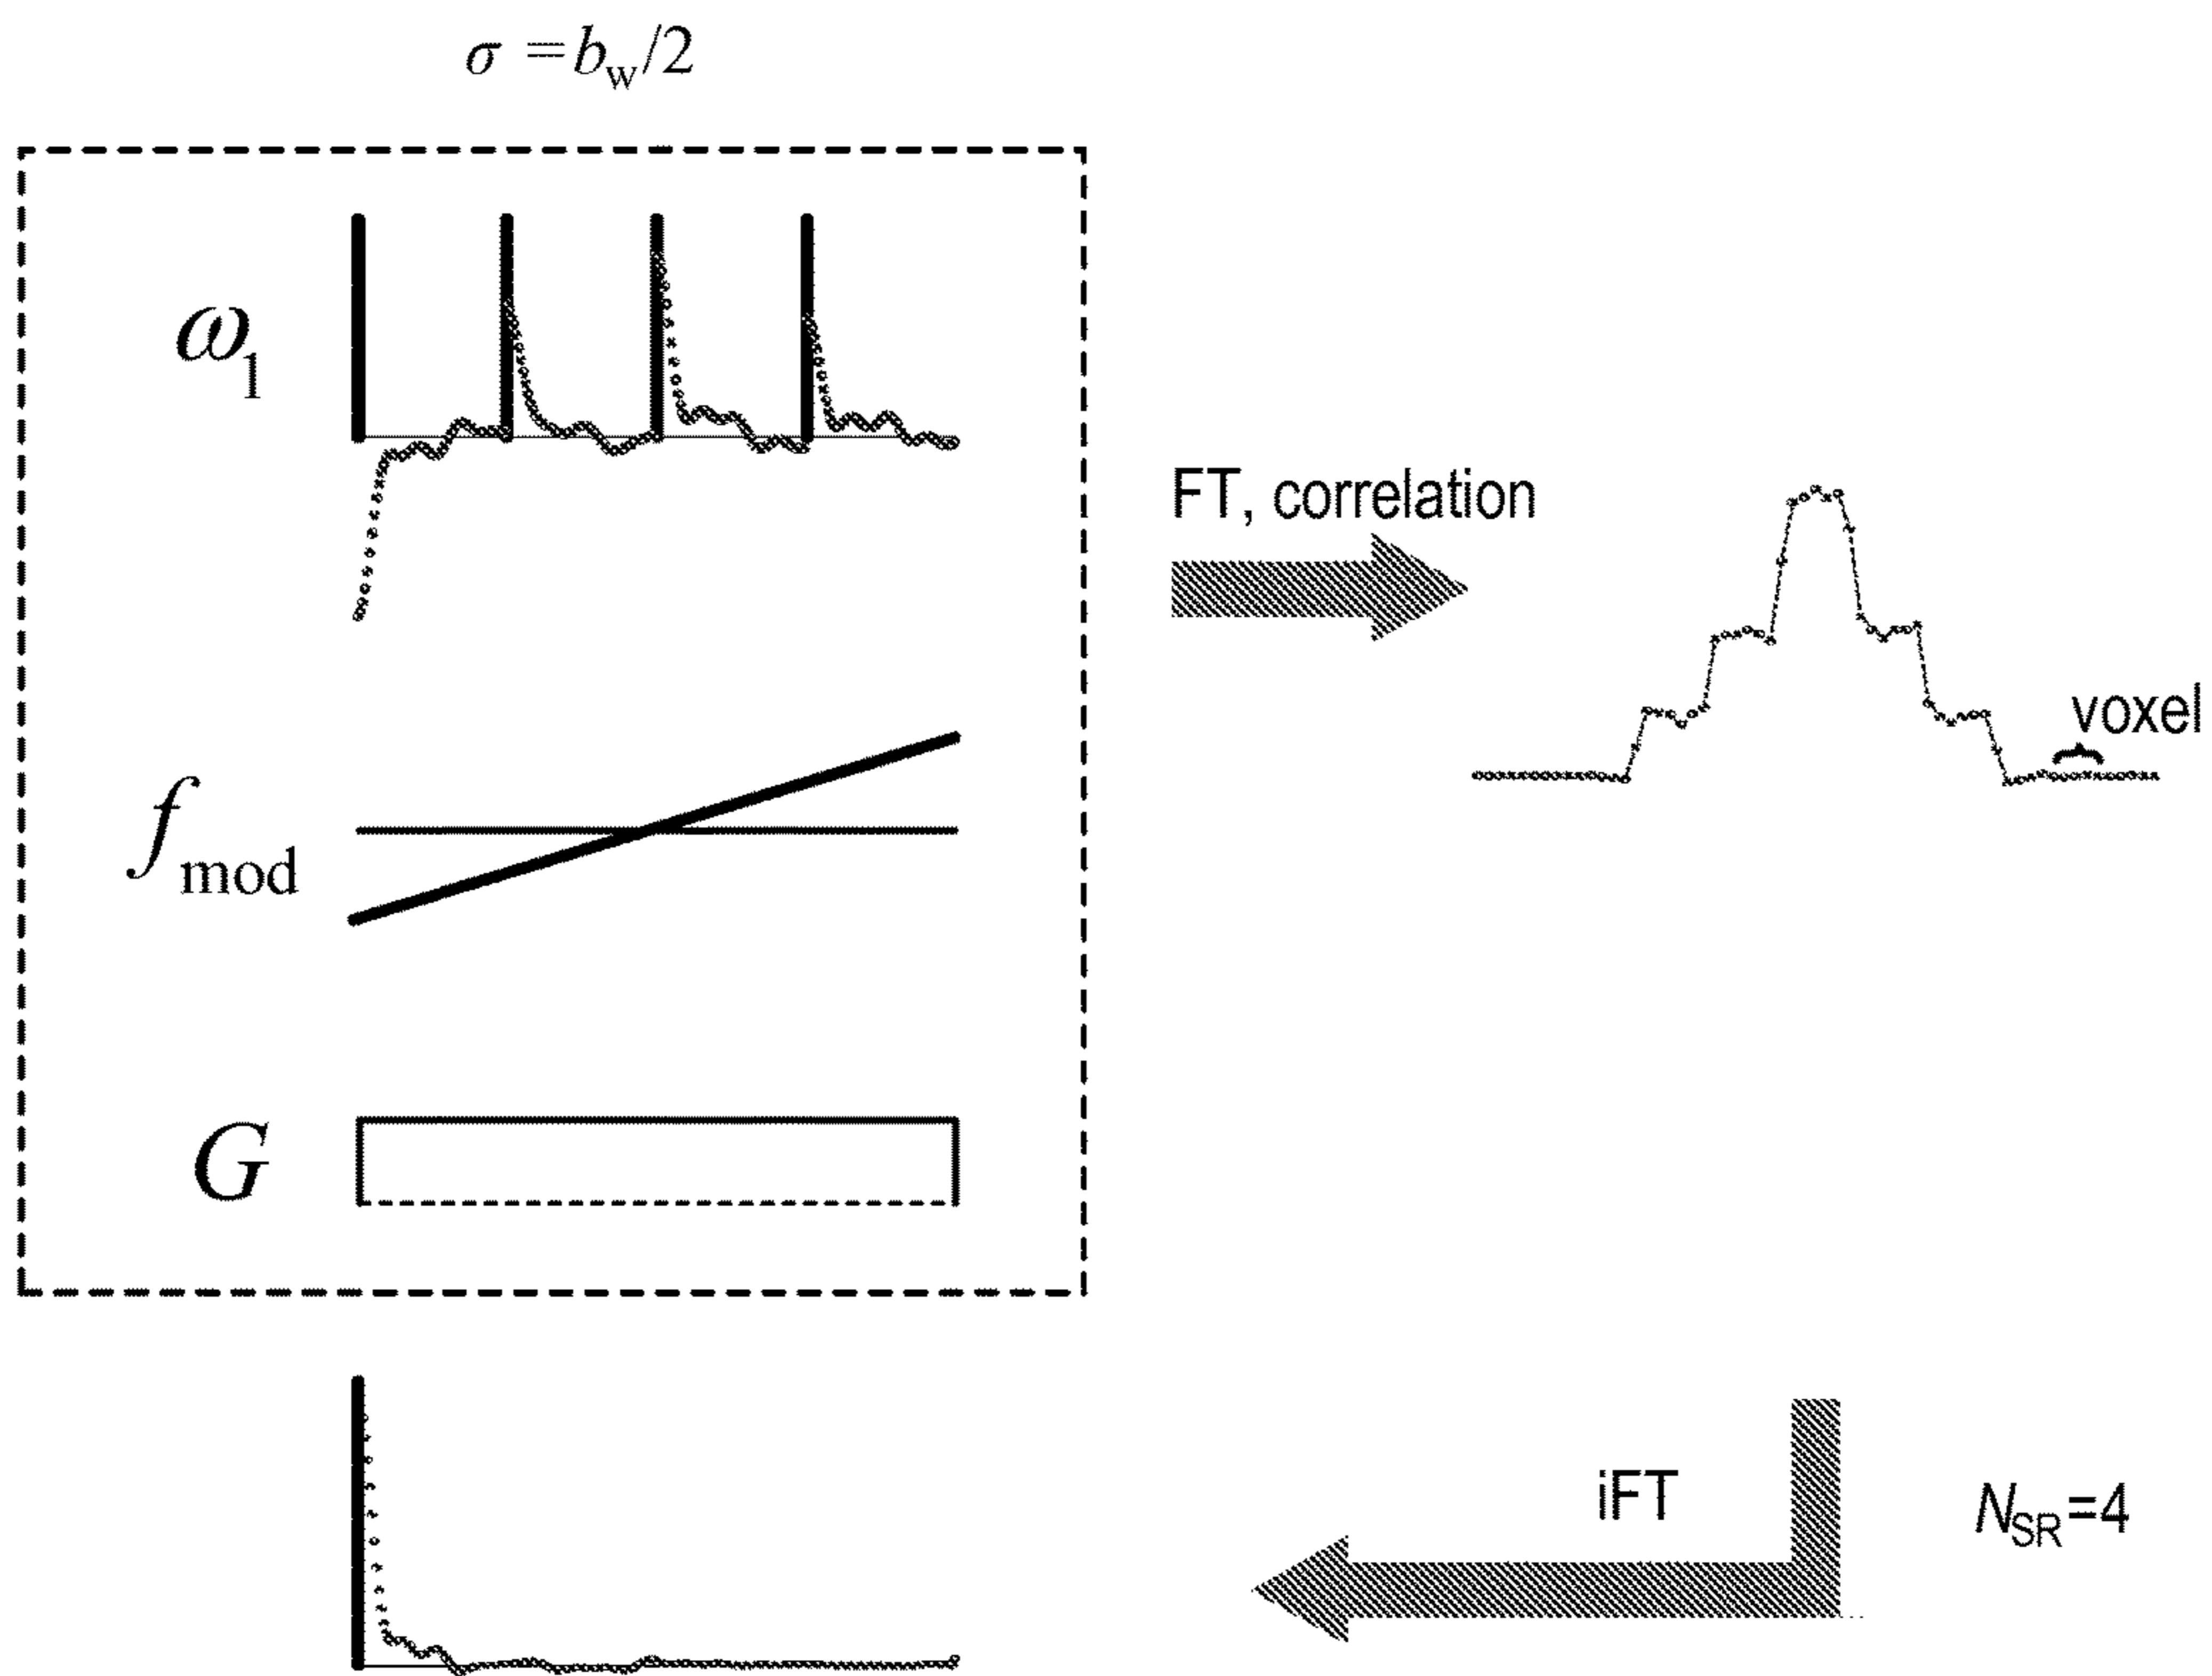 σ = b_w/2
ω_1
FT, correlation
voxel
f_mod
G
iFT
N_SR=4